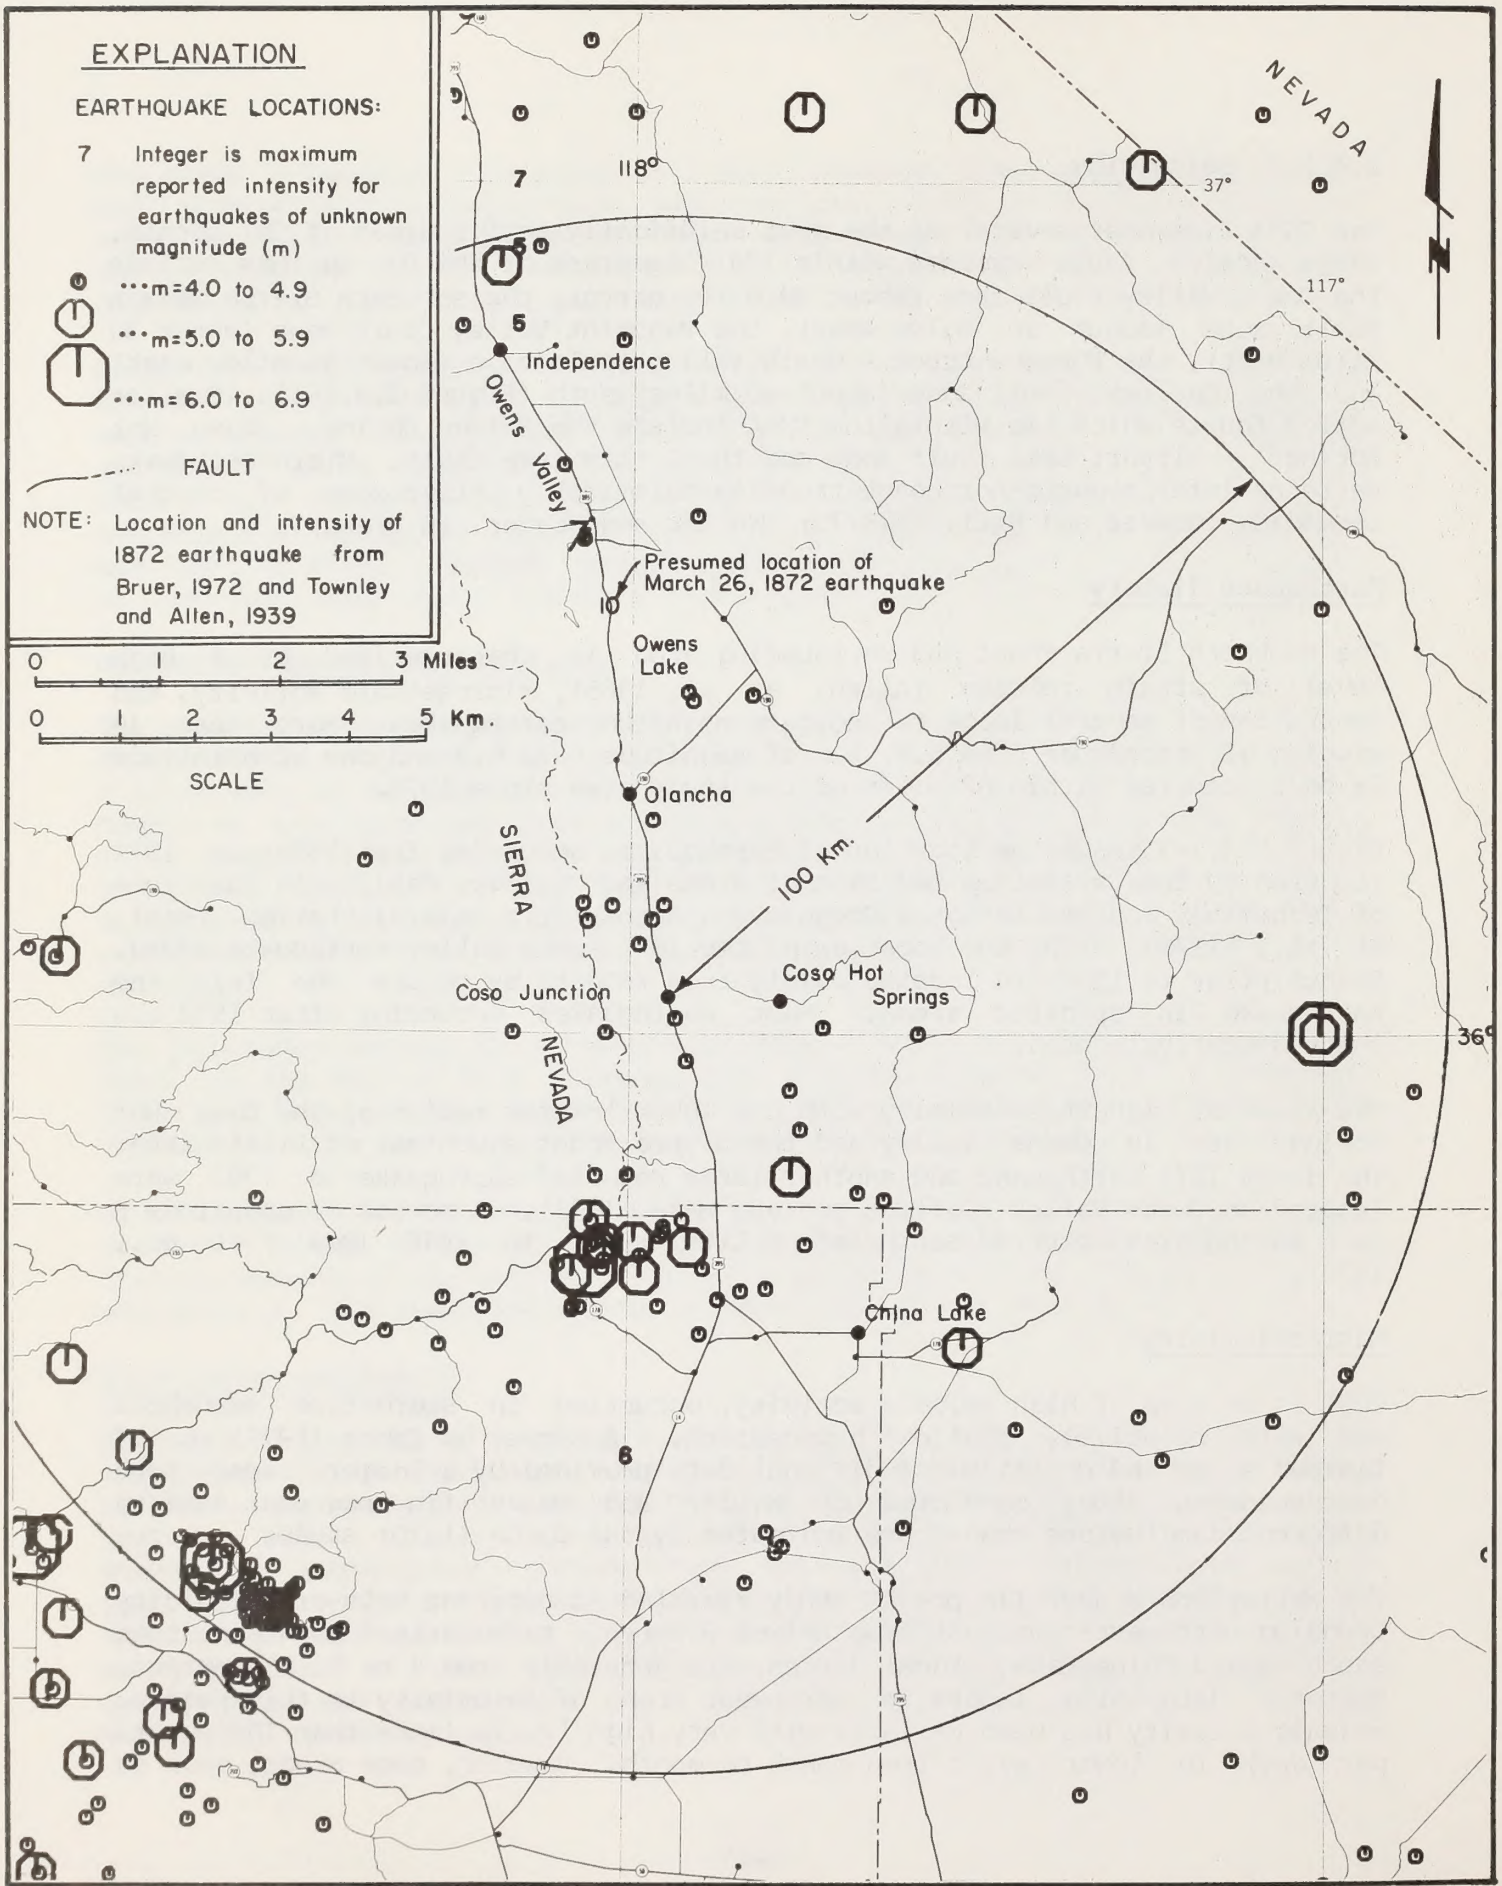 EXPLANATION
EARTHQUAKE LOCATIONS:
7 Integer is maximum
reported intensity for
earthquakes of unknown
magnitude (m)
···m=4.0 to 4.9
···m=5.0 to 5.9
···m=6.0 to 6.9
FAULT
NOTE: Location and intensity of
1872 earthquake from
Bruer, 1972 and Townley
and Allen, 1939
0 1 2 3 Miles
0 1 2 3 4 5 Km.
SCALE
NEVADA
118°
37°
117°
7
6
5
Independence
Owens
Valley
7
Presumed location of
March 26, 1872 earthquake
10
Owens
Lake
Olancha
SIERRA
100 Km.
Coso Hot
Springs
Coso Junction
36°
NEVADA
China Lake
6
N